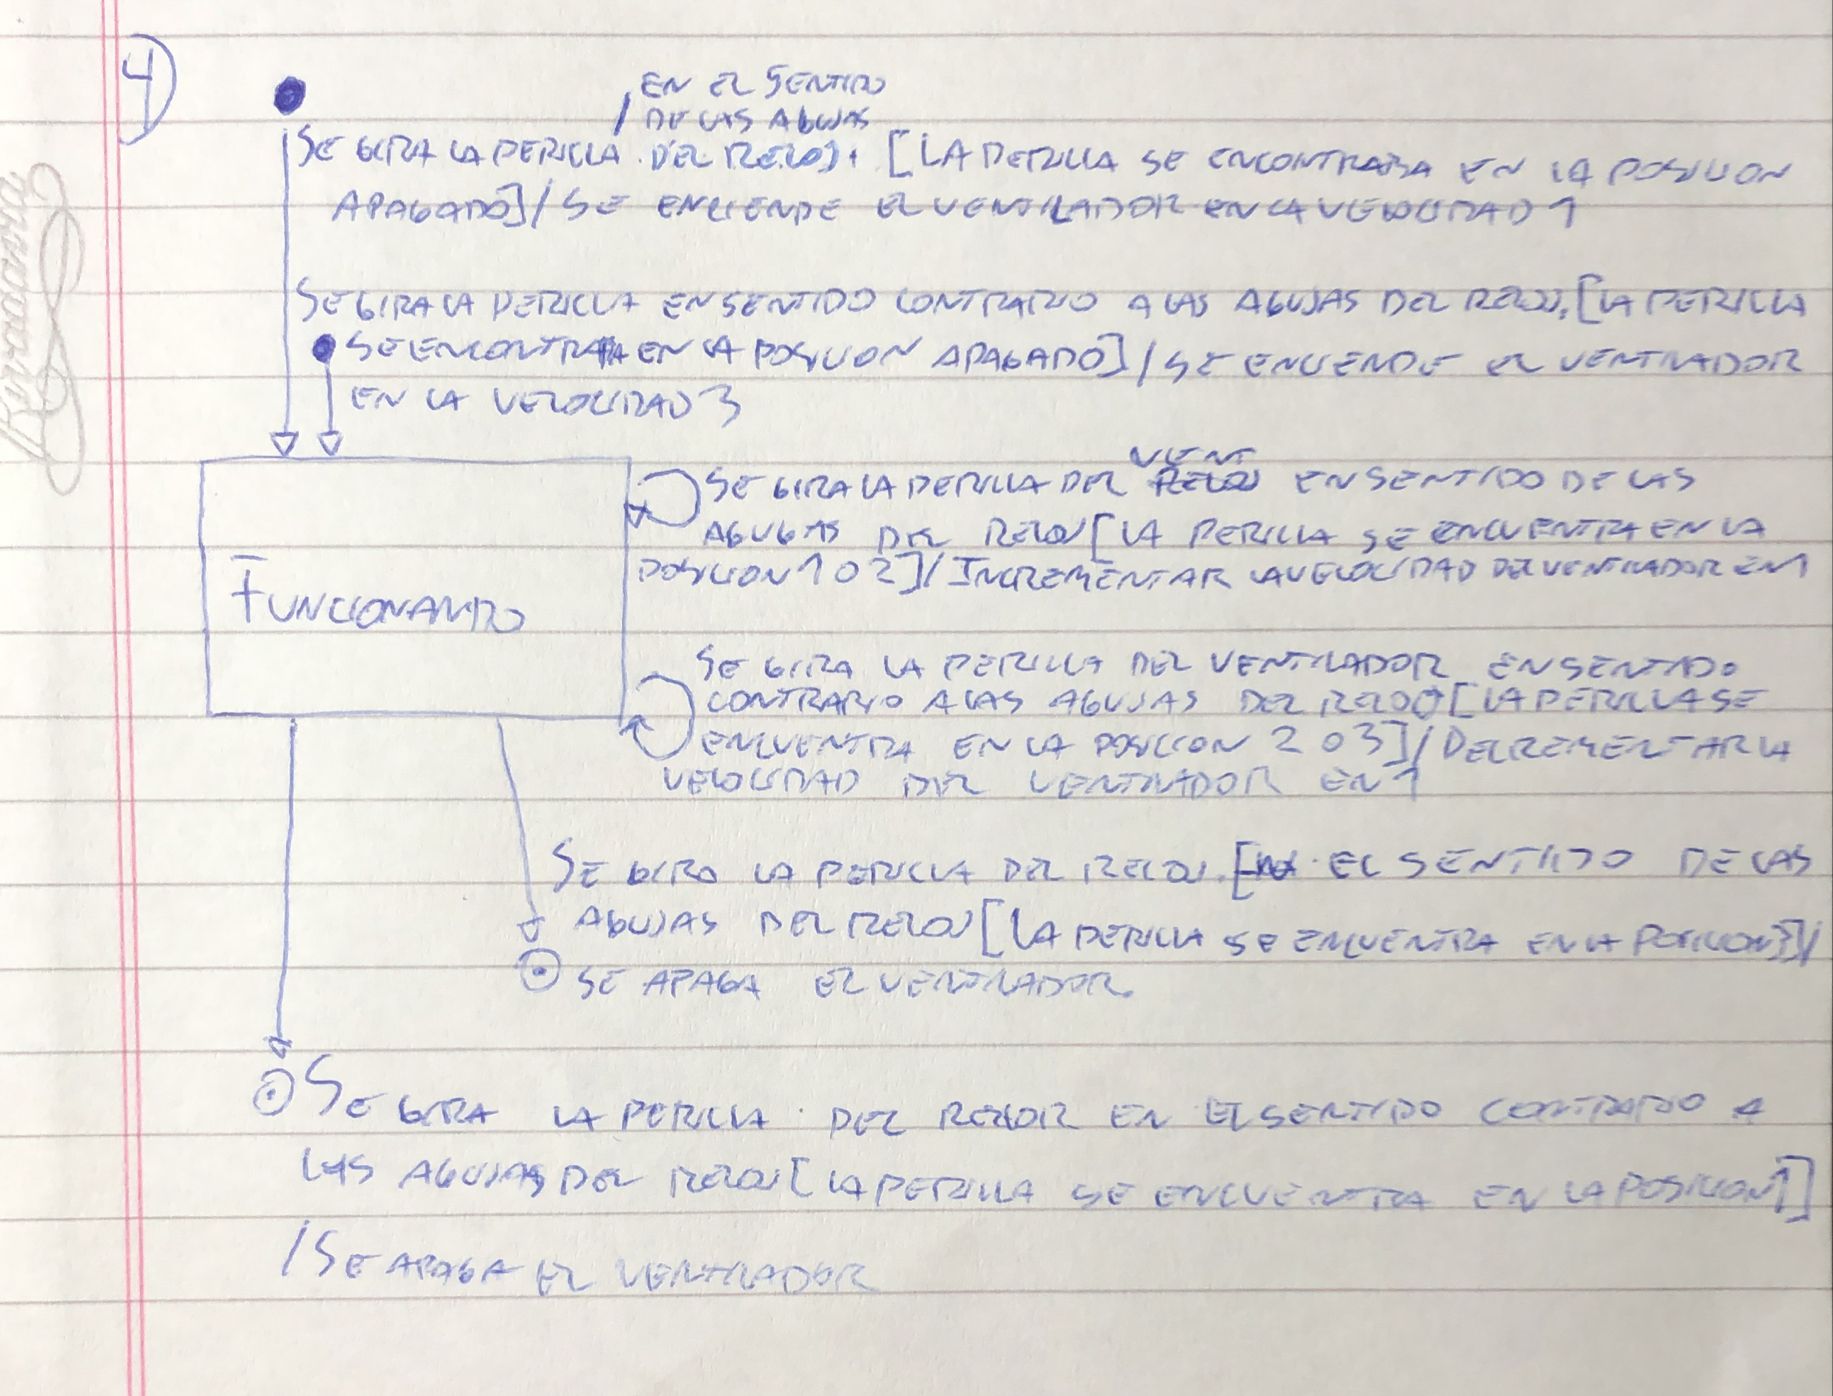 4
EN EL SENTIDO
DE LAS AGUJAS
SE GIRA LA PERILLA / DEL RELOJ. [LA PERILLA SE ENCONTRABA EN LA POSICION
APAGADO]/SE ENCIENDE EL VENTILADOR EN LA VELOCIDAD 1
SE GIRA LA PERILLA EN SENTIDO CONTRARIO A LAS AGUJAS DEL RELOJ. [LA PERILLA
SE ENCONTRABA EN LA POSICION APAGADO]/SE ENCIENDE EL VENTILADOR
EN LA VELOCIDAD 3
VENT
SE GIRA LA PERILLA DEL RELOJ EN SENTIDO DE LAS
AGUGAS DEL RELOJ [LA PERILLA SE ENCUENTRA EN LA
POSICION 1 O 2]/INCREMENTAR LA VELOCIDAD DEL VENTILADOR EN 1
FUNCIONANDO
SE GIRA LA PERILLA DEL VENTILADOR EN SENTIDO
CONTRARIO A LAS AGUJAS DEL RELOJ [LA PERILLA SE
ENCUENTRA EN LA POSICION 2 O 3]/DECREMENTAR LA
VELOCIDAD DEL VENTILADOR EN 1
SE GIRO LA PERILLA DEL RELOJ. EL SENTIDO DE LAS
AGUJAS DEL RELOJ [LA PERILLA SE ENCUENTRA EN LA POSICION 3]/
SE APAGA EL VENTILADOR.
SE GIRA LA PERILLA. DEL RELOR EN EL SENTIDO CONTRARIO A
LAS AGUJAS DEL RELOJ [LA PERILLA SE ENCUENTRA EN LA POSICION 1]
/SE APAGA EL VENTILADOR
Rivadavia